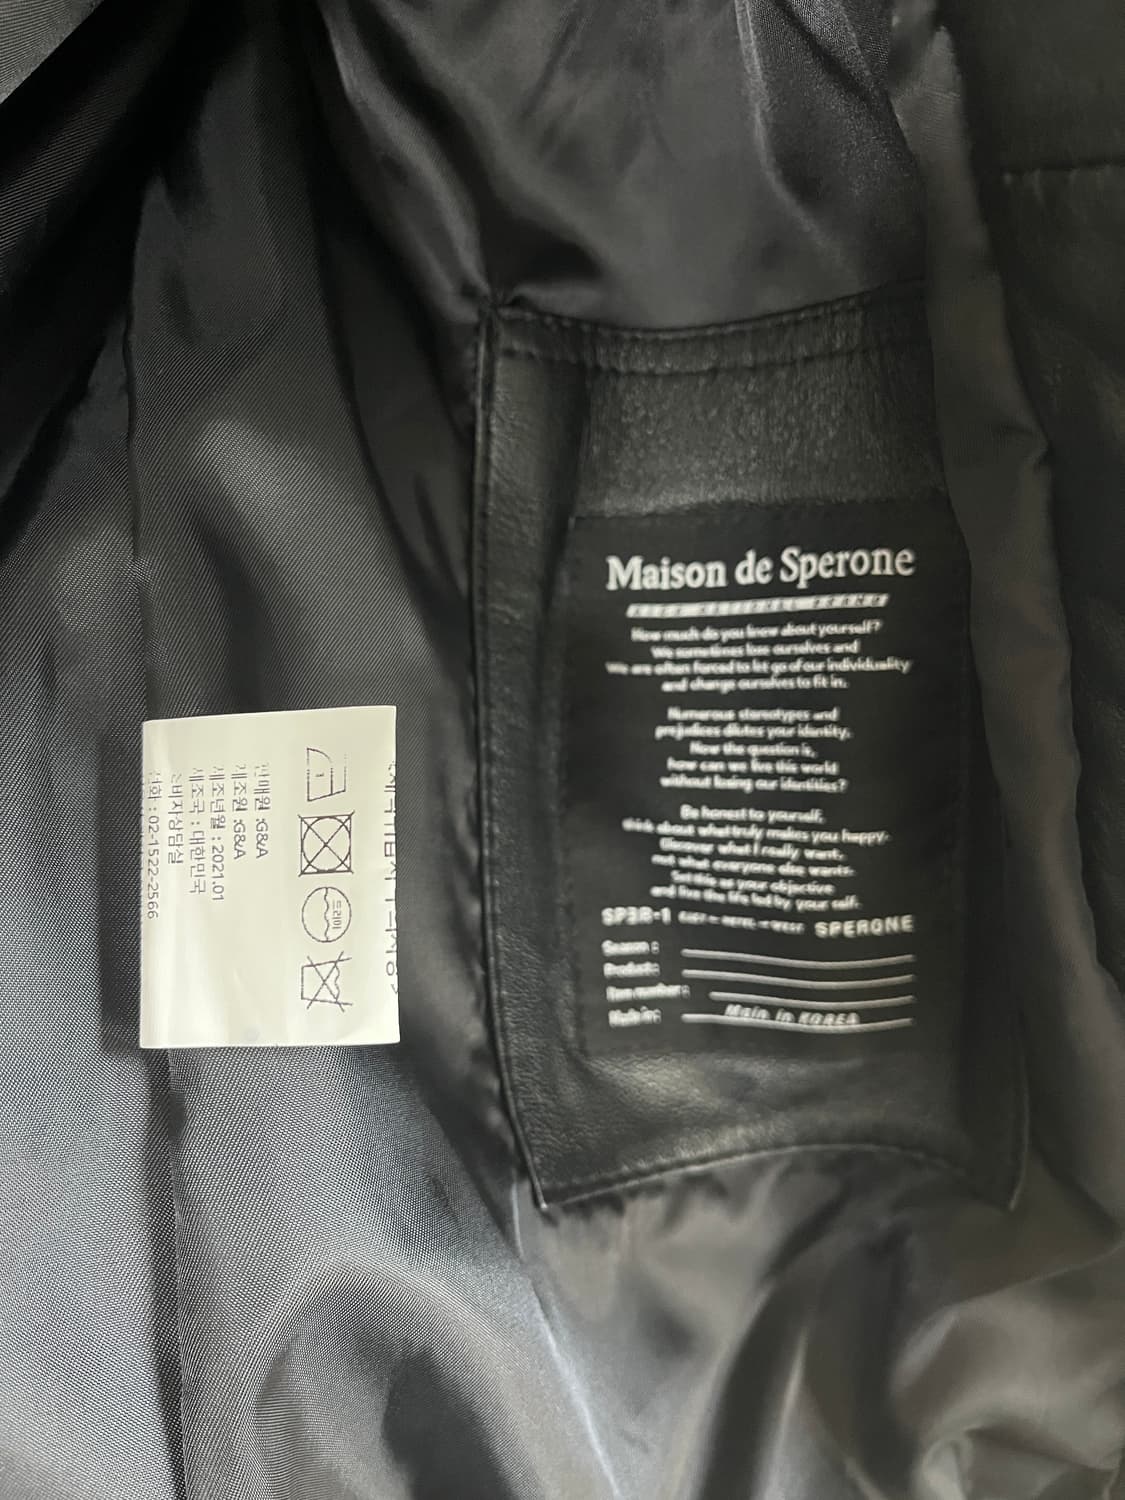 Maison de Sperone
How much do you know about yourself?
We sometimes lose ourselves and
We are often forced to let go of our individuality
and change ourselves to fit in.
Numerous stereotypes and
prejudices dilutes your identity.
Now the question is,
how can we live this world
without losing our identities?
Be honest to yourself,
think about what truly makes you happy.
Discover what I really want,
not what everyone else wants.
Set this as your objective
and live the life led by your self.
SP3R-1 SPERONE
Season :
Product:
Item number:
Made in:
Main in KOREA
드라이
판매원 :G&A
제조원 :G&A
제조년월 : 2021.01
제조국 : 대한민국
소비자상담실
전화 : 02-1522-2566